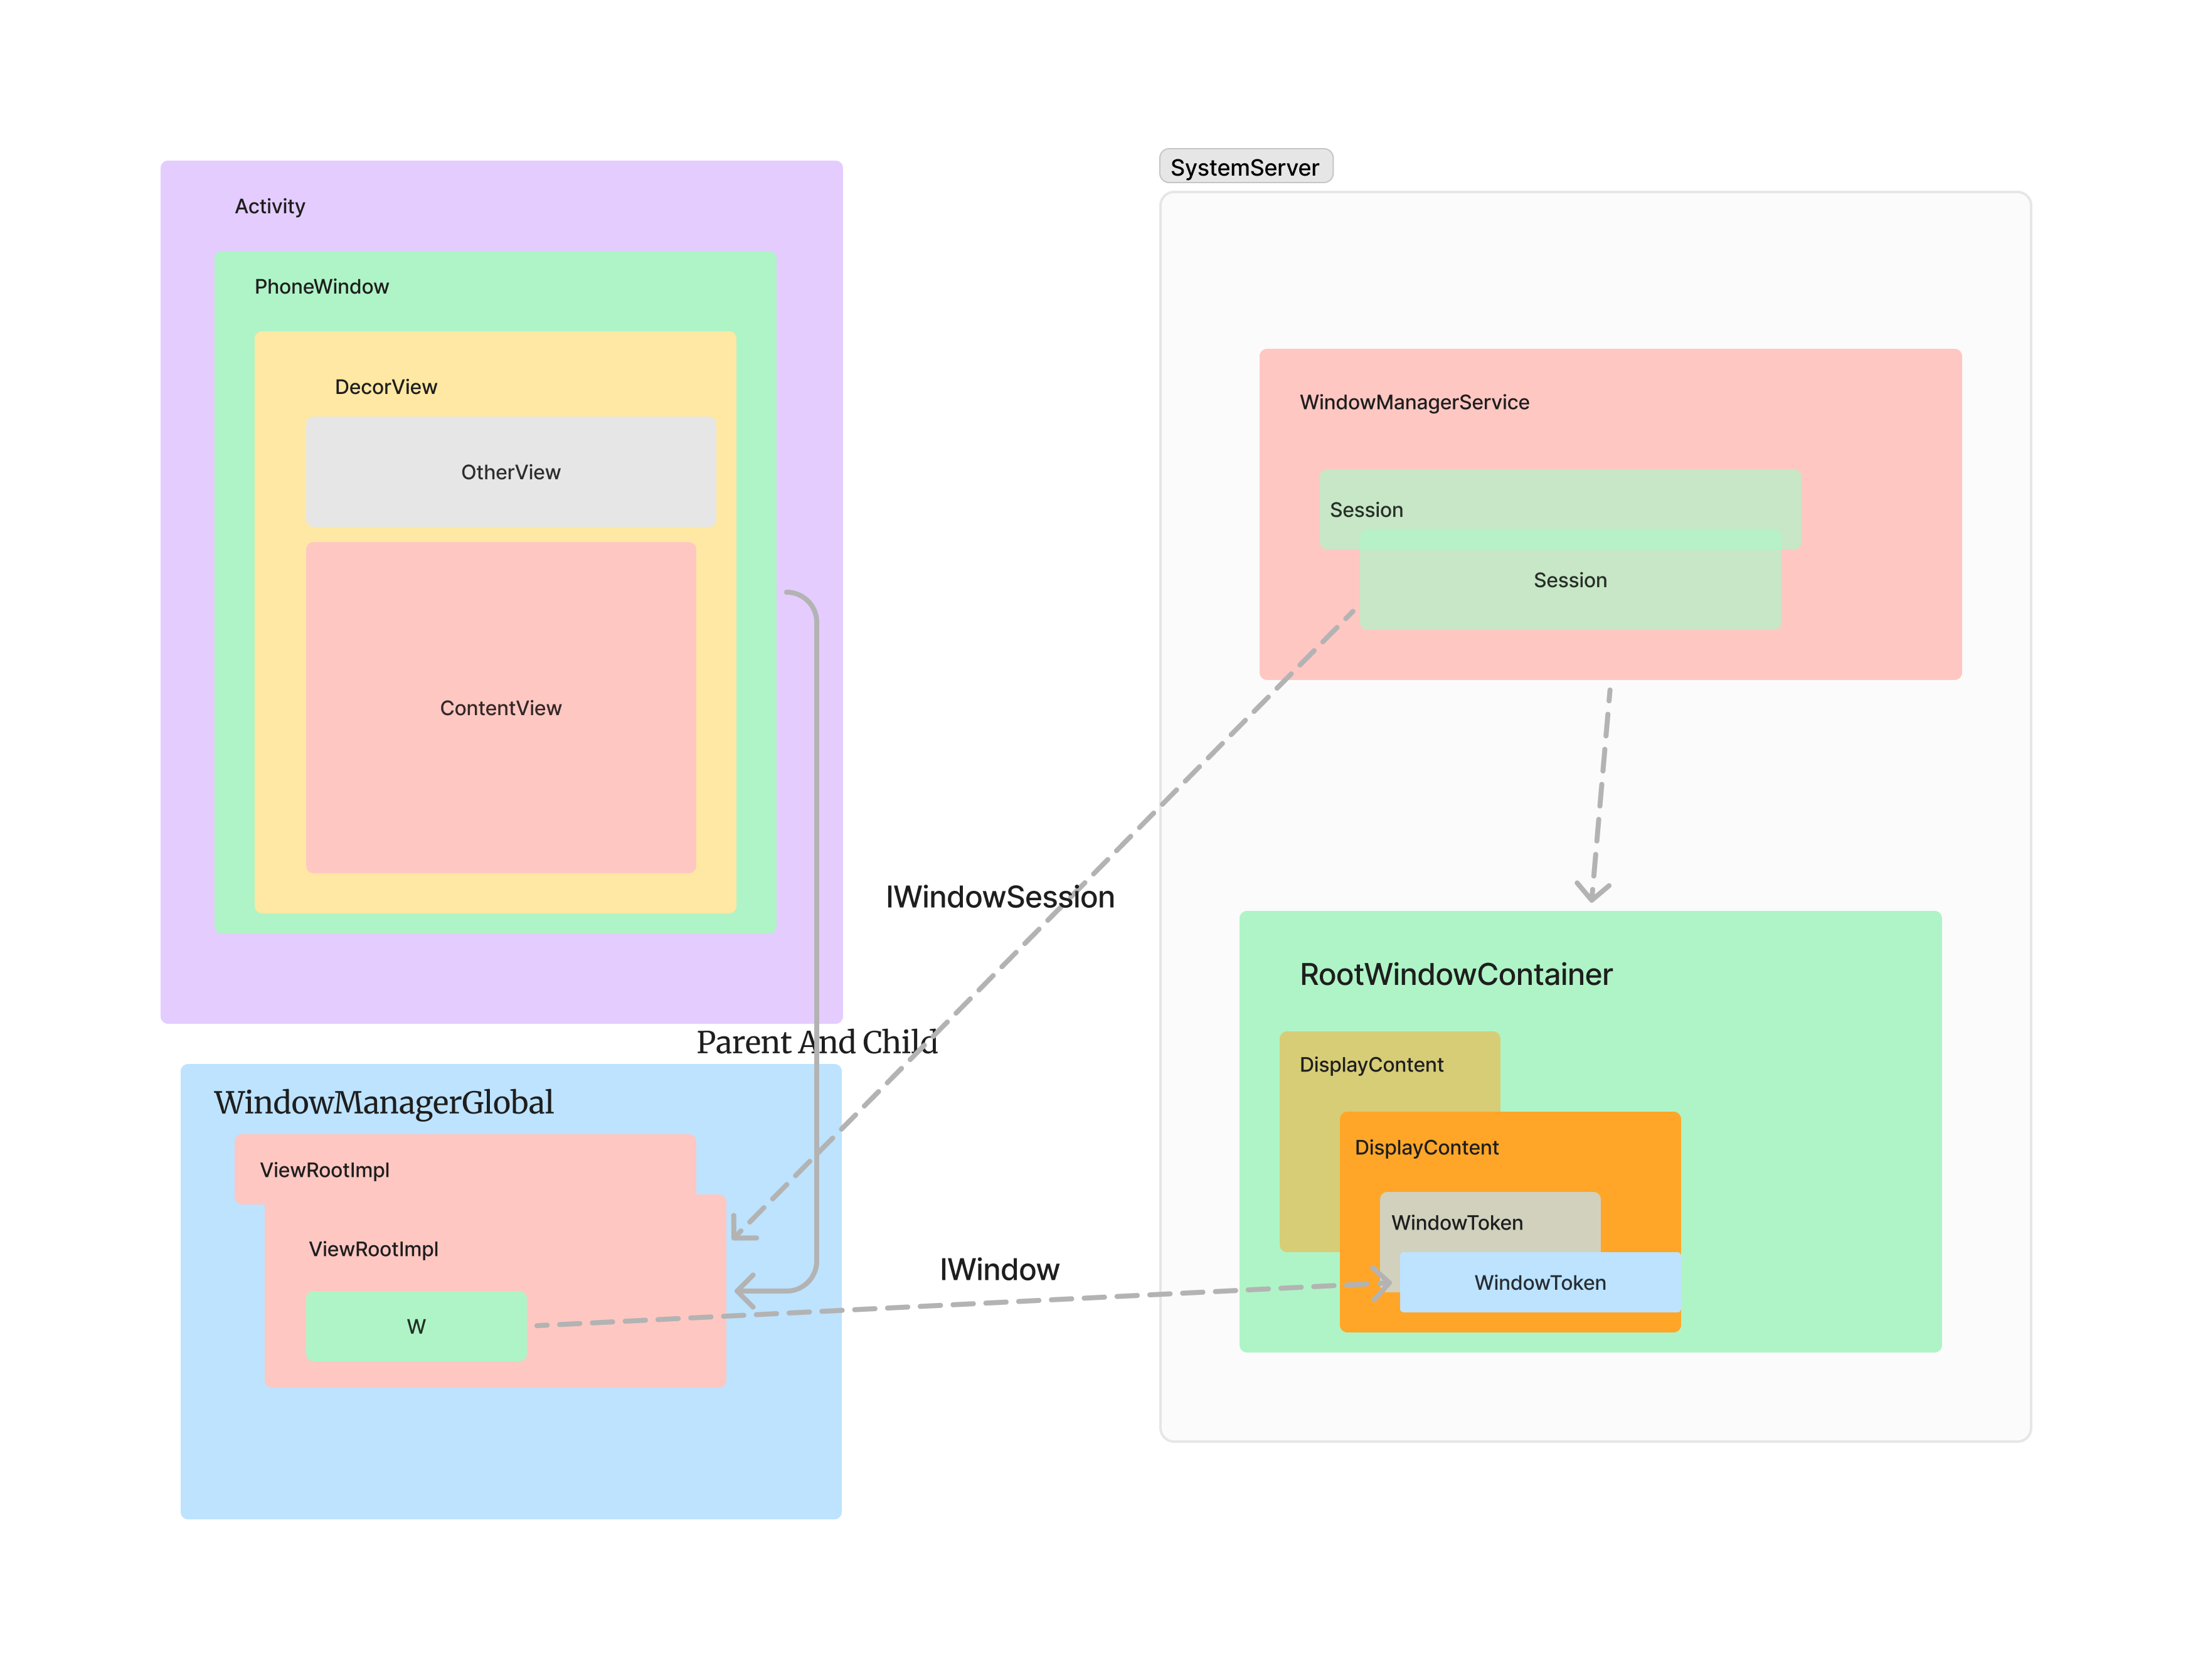 SystemServer
Activity
PhoneWindow
DecorView
OtherView
ContentView
WindowManagerService
Session
Session
IWindowSession
Parent And Child
WindowManagerGlobal
ViewRootImpl
ViewRootImpl
W
IWindow
RootWindowContainer
DisplayContent
DisplayContent
WindowToken
WindowToken